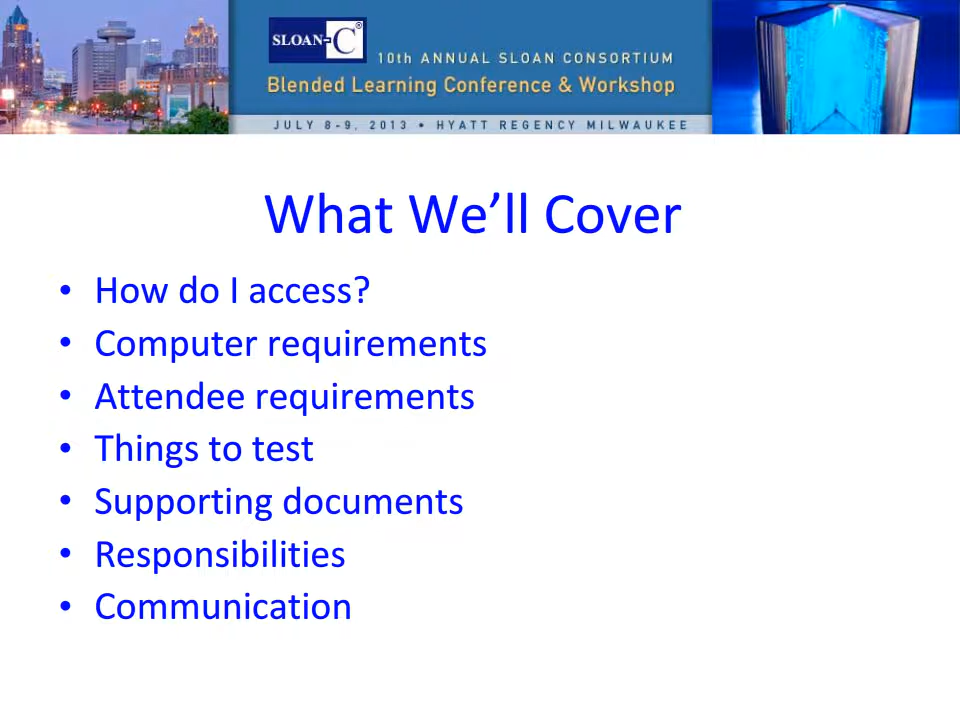 SLOAN-C®
10th ANNUAL SLOAN CONSORTIUM
Blended Learning Conference & Workshop
JULY 8-9, 2013 • HYATT REGENCY MILWAUKEE
What We’ll Cover
• How do I access?
• Computer requirements
• Attendee requirements
• Things to test
• Supporting documents
• Responsibilities
• Communication